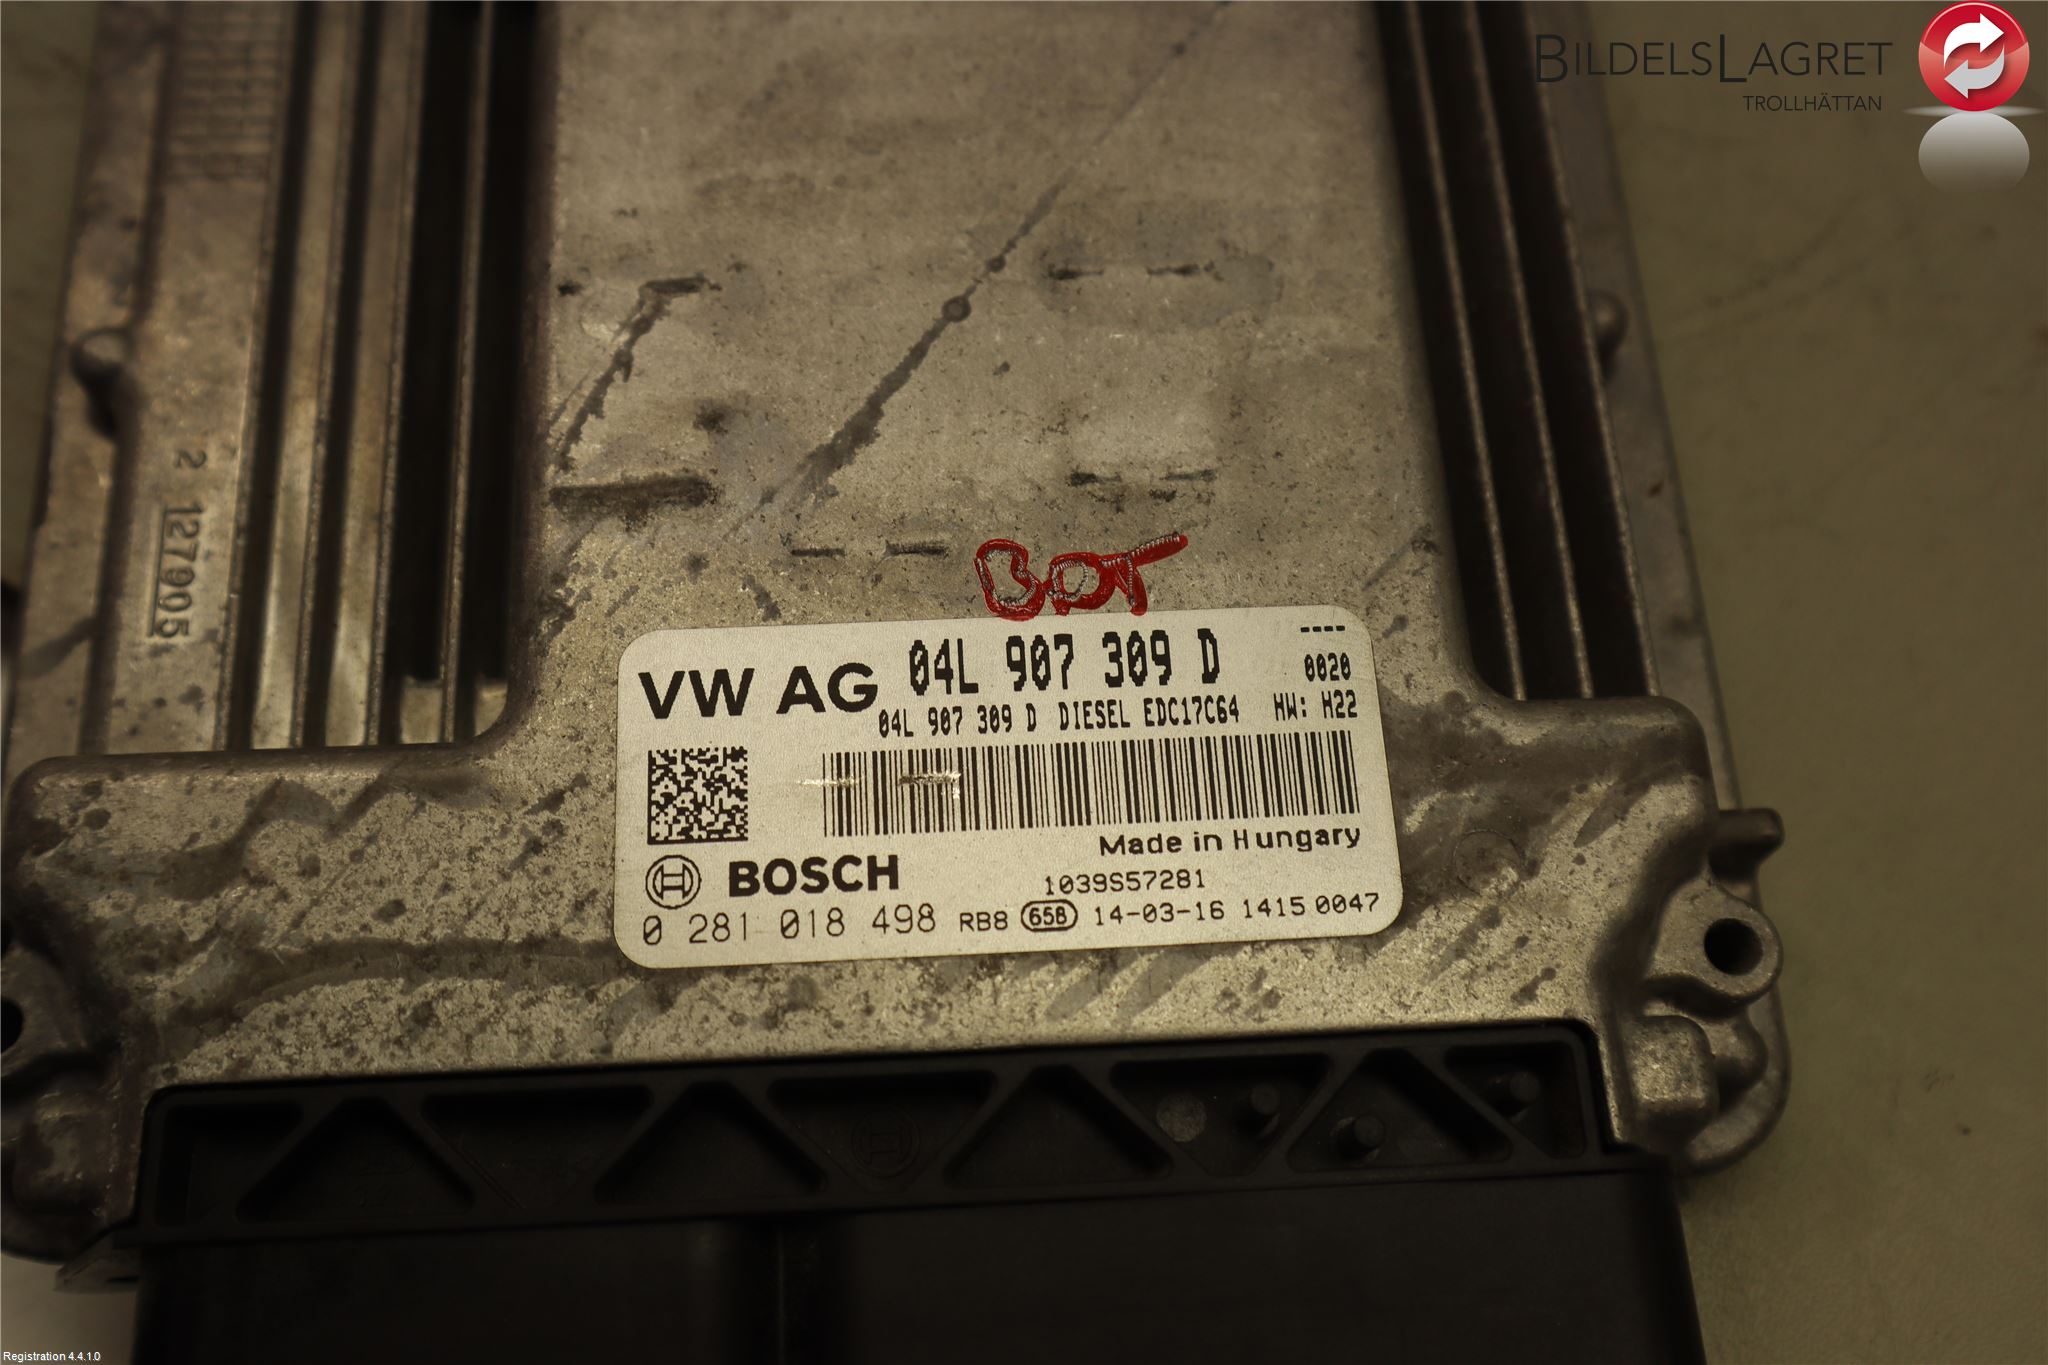 BILDELSLAGRET
TROLLHÄTTAN
2 127905
BDT
VW AG 04L 907 309 D ----
0020
04L 907 309 D DIESEL EDC17C64 HW: H22
Made in Hungary
BOSCH
1039S57281
0 281 018 498 RB8 658 14-03-16 1415 0047
Registration 4.4.1.0